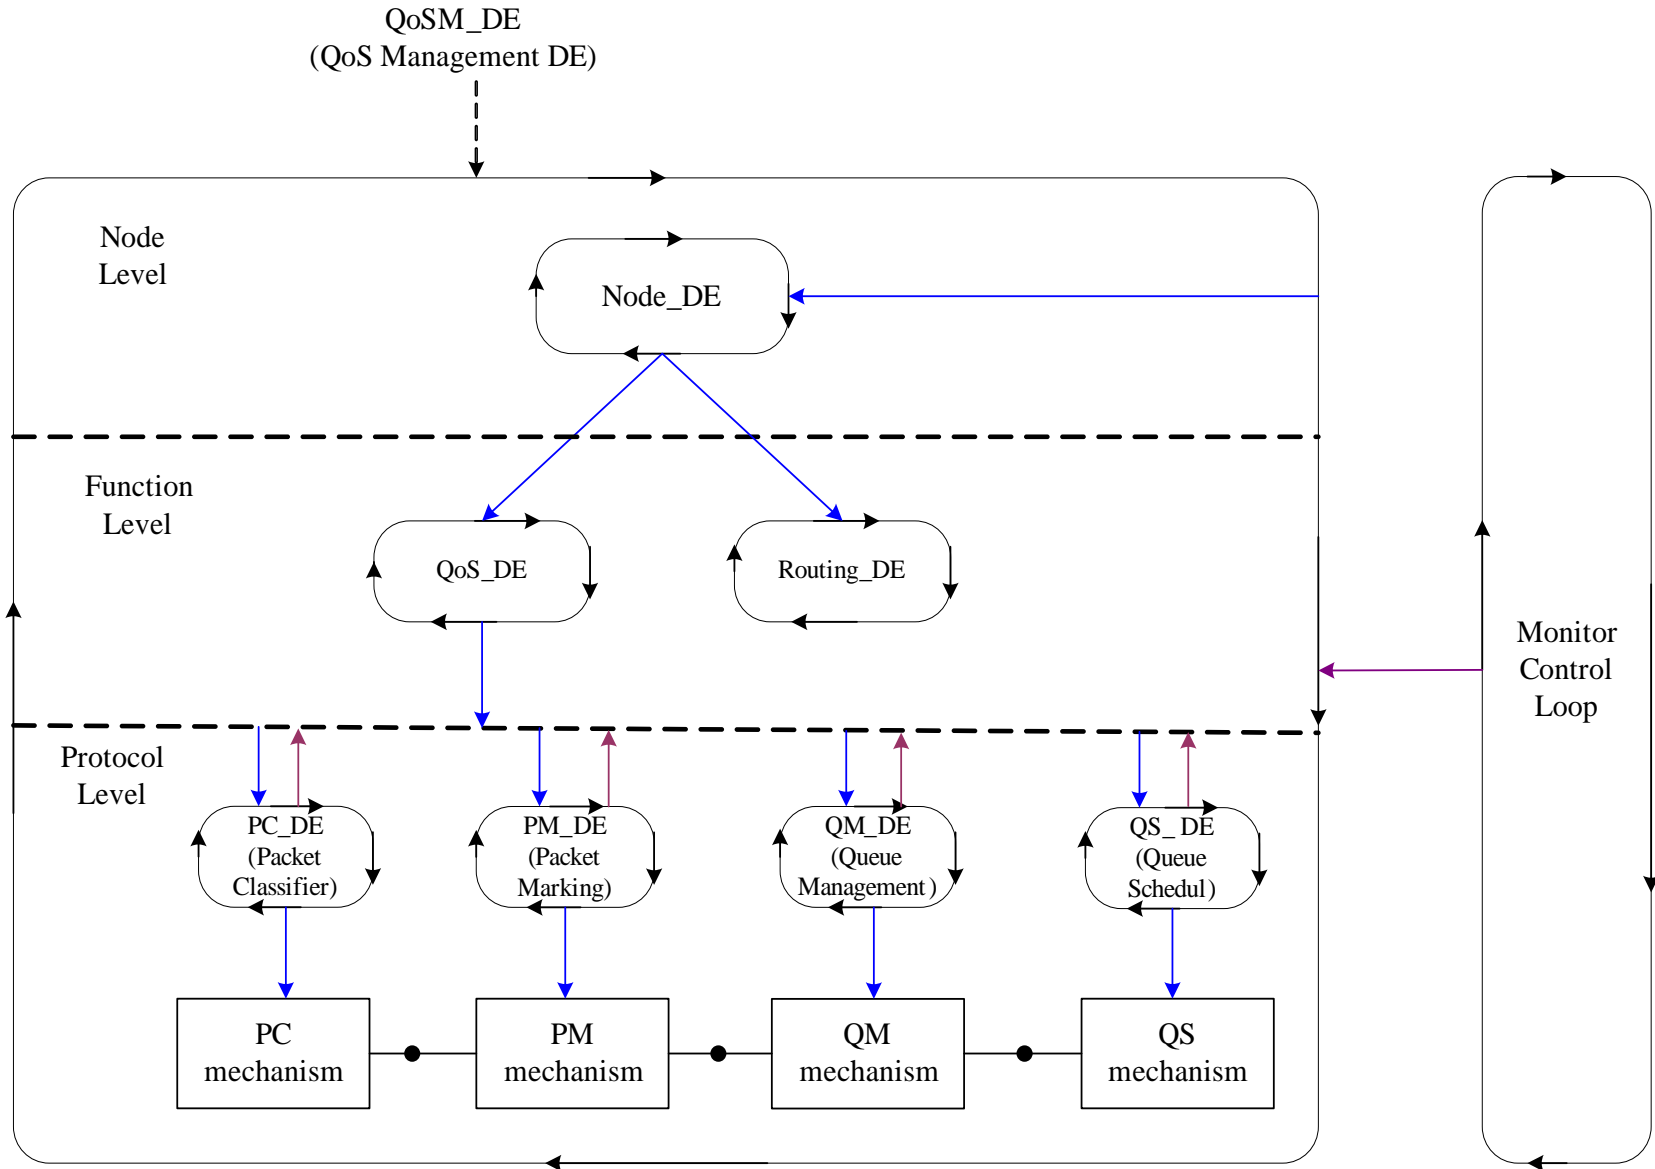 QoSM_DE
(QoS Management DE)
Node
Level
Node_DE
Function
Level
QoS_DE
Routing_DE
Monitor
Control
Loop
Protocol
Level
PC_DE
(Packet
Classifier)
PM_DE
(Packet
Marking)
QM_DE
(Queue
Management)
QS_ DE
(Queue
Schedul)
PC
mechanism
PM
mechanism
QM
mechanism
QS
mechanism